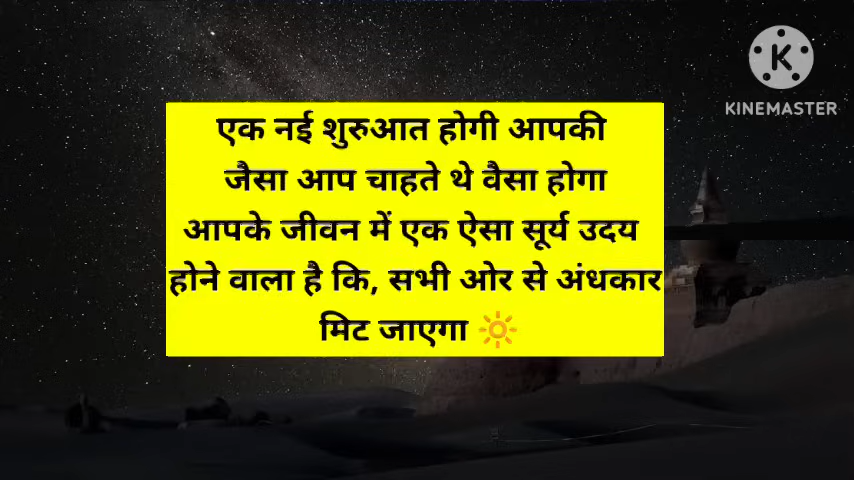 एक नई शुरुआत होगी आपकी
जैसा आप चाहते थे वैसा होगा
आपके जीवन में एक ऐसा सूर्य उदय
होने वाला है कि, सभी ओर से अंधकार
मिट जाएगा 🔆
K
KINEMASTER